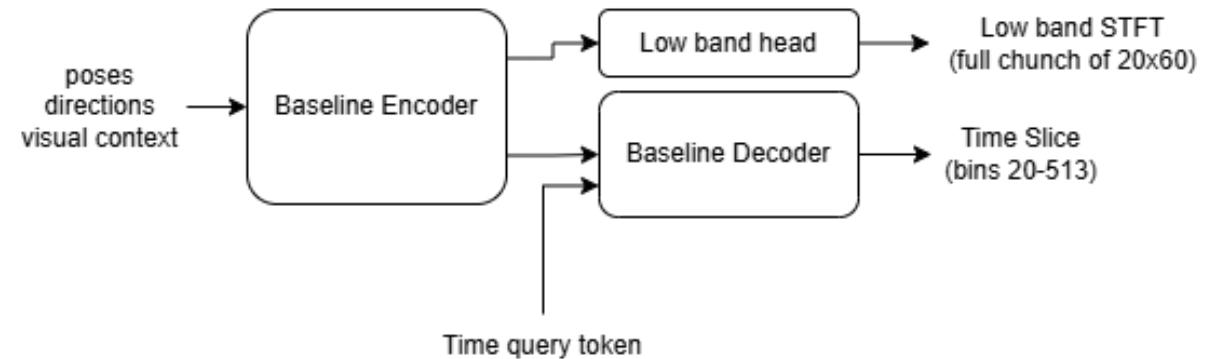 poses
directions
visual context
Baseline Encoder
Low band head
Low band STFT
(full chunch of 20x60)
Baseline Decoder
Time Slice
(bins 20-513)
Time query token